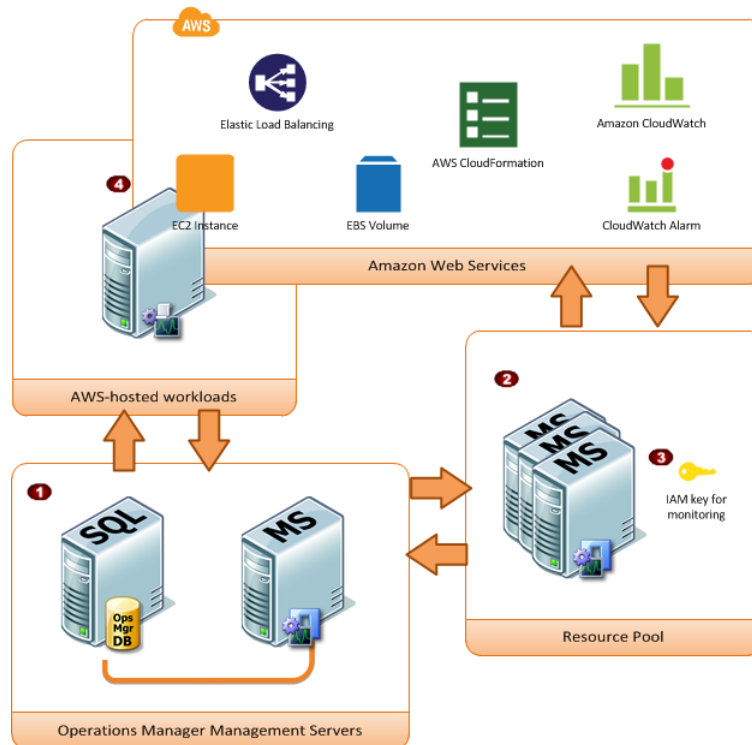 AWS
Elastic Load Balancing
AWS CloudFormation
Amazon CloudWatch
4
EC2 Instance
EBS Volume
CloudWatch Alarm
Amazon Web Services
AWS-hosted workloads
2
MS
MS
MS
3
IAM key for
monitoring
Resource Pool
1
SQL
Ops
Mgr
DB
MS
Operations Manager Management Servers